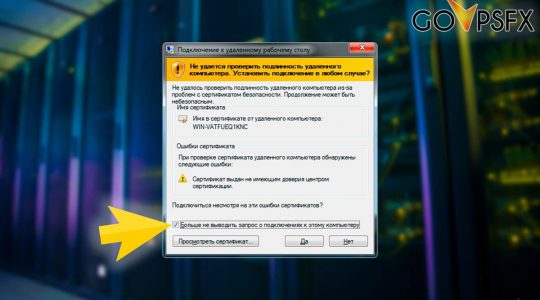 GOVPSFX
Подключение к удаленному рабочему столу
Не удается проверить подлинность удаленного
компьютера. Установить подключение в любом случае?
Не удалось проверить подлинность удаленного компьютера из-за
проблем с сертификатом безопасности. Продолжение может быть
небезопасным.
Имя сертификата
Имя в сертификате от удаленного компьютера:
WIN-VATFUEQ1KNC
Ошибки сертификата
При проверке сертификата удаленного компьютера обнаружены
следующие ошибки:
Сертификат выдан не имеющим доверия центром
сертификации.
Подключиться несмотря на эти ошибки сертификатов?
Больше не выводить запрос о подключениях к этому компьютеру
Просмотреть сертификат... Да Нет